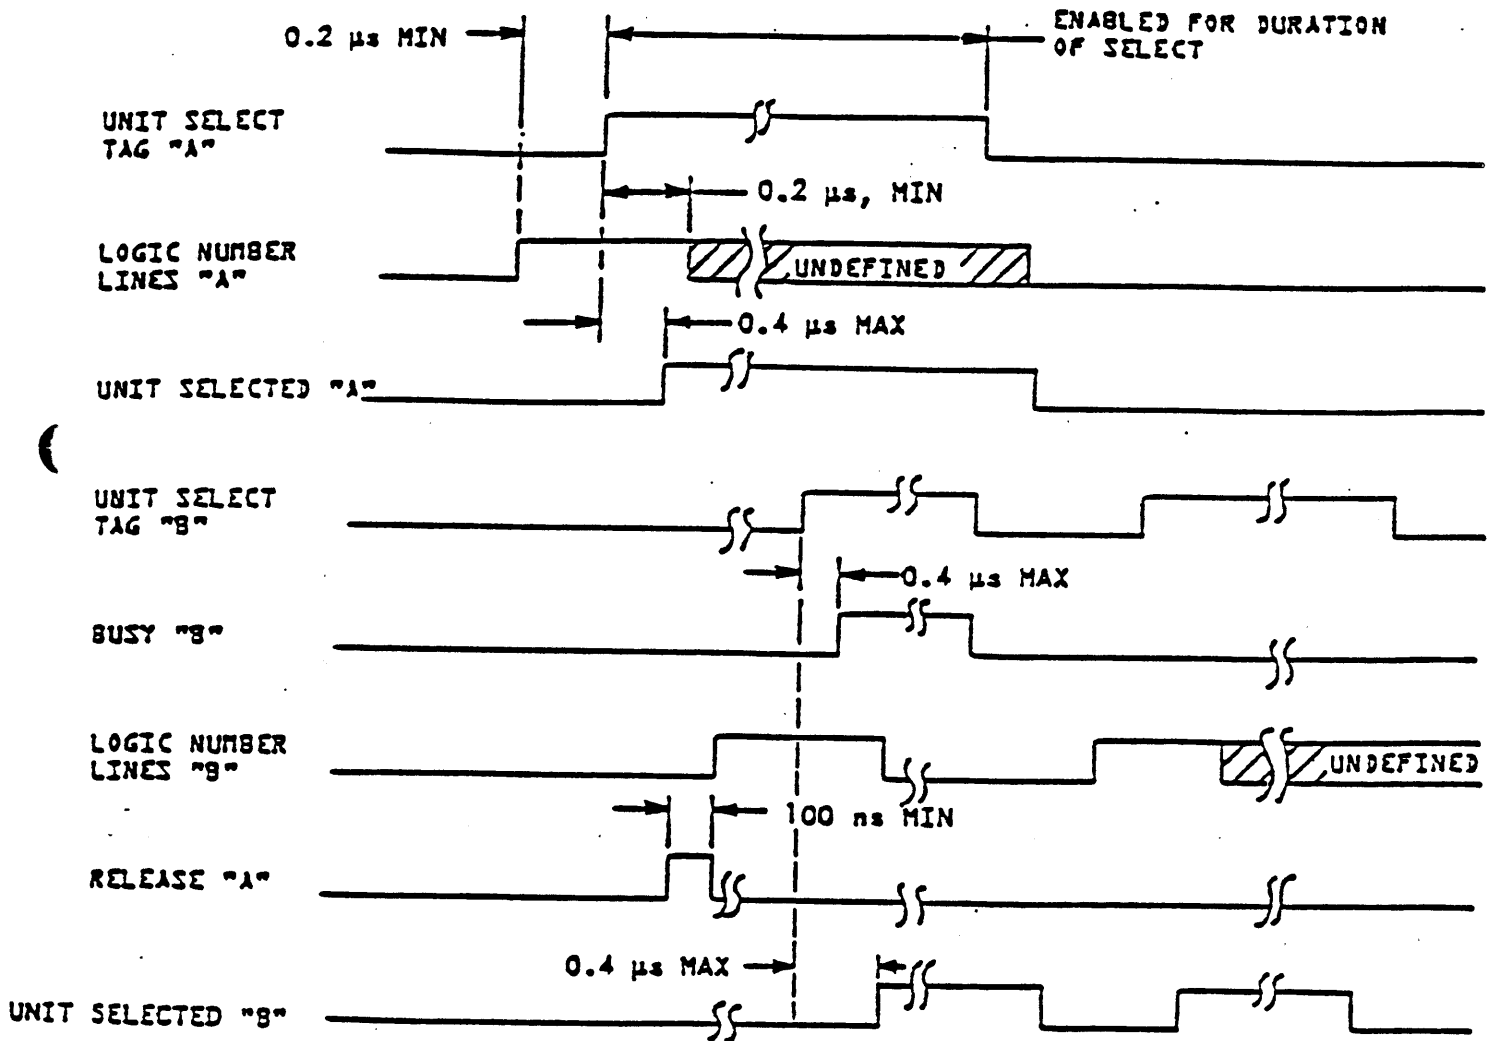 0.2 µs MIN
ENABLED FOR DURATION
OF SELECT
UNIT SELECT
TAG "A"
0.2 µs, MIN
LOGIC NUMBER
LINES "A"
UNDEFINED
0.4 µs MAX
UNIT SELECTED "A"
UNIT SELECT
TAG "B"
0.4 µs MAX
BUSY "B"
LOGIC NUMBER
LINES "B"
UNDEFINED
100 ns MIN
RELEASE "A"
0.4 µs MAX
UNIT SELECTED "B"